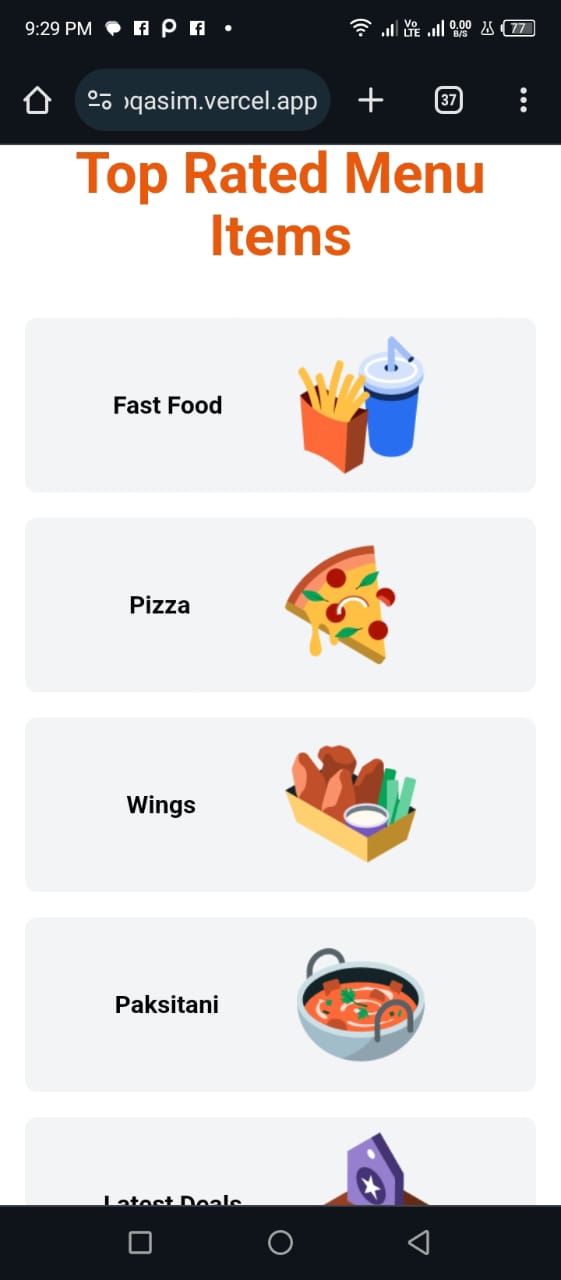 9:29 PM
Vo LTE
0.00 B/S
77
oqasim.vercel.app
37
Top Rated Menu
Items
Fast Food
Pizza
Wings
Paksitani
Latest Deals